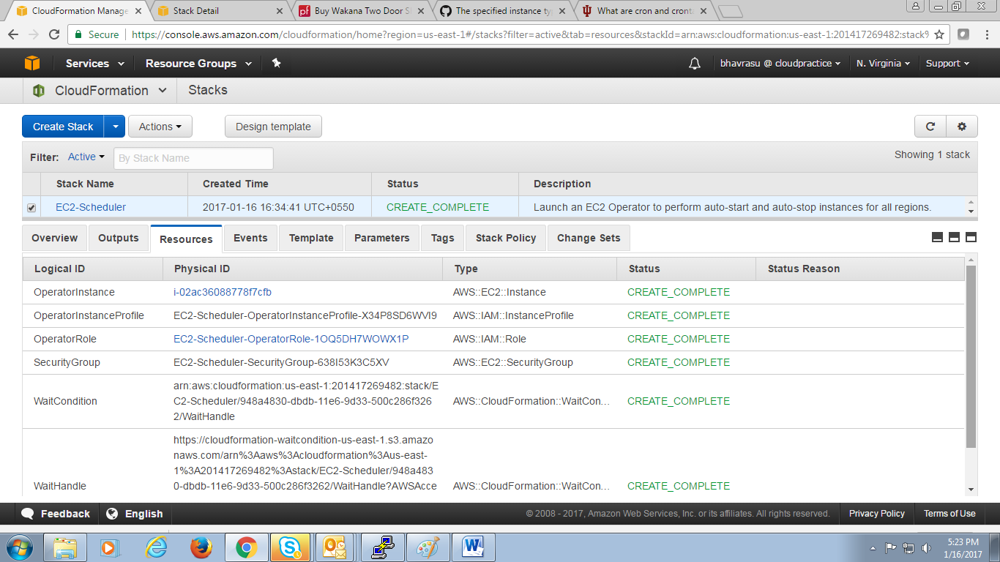 CloudFormation Manage
Stack Detail
Buy Wakana Two Door S
The specified instance ty
What are cron and cront
Secure
https://console.aws.amazon.com/cloudformation/home?region=us-east-1#/stacks?filter=active&tab=resources&stackId=arn:aws:cloudformation:us-east-1:201417269482:stack%
Services
Resource Groups
bhavrasu @ cloudpractice
N. Virginia
Support
CloudFormation
Stacks
Create Stack
Actions
Design template
Filter: Active
By Stack Name
Showing 1 stack
Stack Name Created Time Status Description
EC2-Scheduler 2017-01-16 16:34:41 UTC+0550 CREATE_COMPLETE Launch an EC2 Operator to perform auto-start and auto-stop instances for all regions.
Overview Outputs Resources Events Template Parameters Tags Stack Policy Change Sets
Logical ID Physical ID Type Status Status Reason
OperatorInstance i-02ac36088778f7cfb AWS::EC2::Instance CREATE_COMPLETE
OperatorInstanceProfile EC2-Scheduler-OperatorInstanceProfile-X34P8SD6WVI9 AWS::IAM::InstanceProfile CREATE_COMPLETE
OperatorRole EC2-Scheduler-OperatorRole-1OQ5DH7WOWX1P AWS::IAM::Role CREATE_COMPLETE
SecurityGroup EC2-Scheduler-SecurityGroup-638I53K3C5XV AWS::EC2::SecurityGroup CREATE_COMPLETE
arn:aws:cloudformation:us-east-1:201417269482:stack/E
WaitCondition C2-Scheduler/948a4830-dbdb-11e6-9d33-500c286f326 AWS::CloudFormation::WaitCon... CREATE_COMPLETE
2/WaitHandle
https://cloudformation-waitcondition-us-east-1.s3.amazo
naws.com/arn%3Aaws%3Acloudformation%3Aus-east-
1%3A201417269482%3Astack/EC2-Scheduler/948a483
WaitHandle 0-dbdb-11e6-9d33-500c286f3262/WaitHandle?AWSAcce AWS::CloudFormation::WaitCon... CREATE_COMPLETE
Feedback
English
© 2008 - 2017, Amazon Web Services, Inc. or its affiliates. All rights reserved.
Privacy Policy
Terms of Use
5:23 PM
1/16/2017